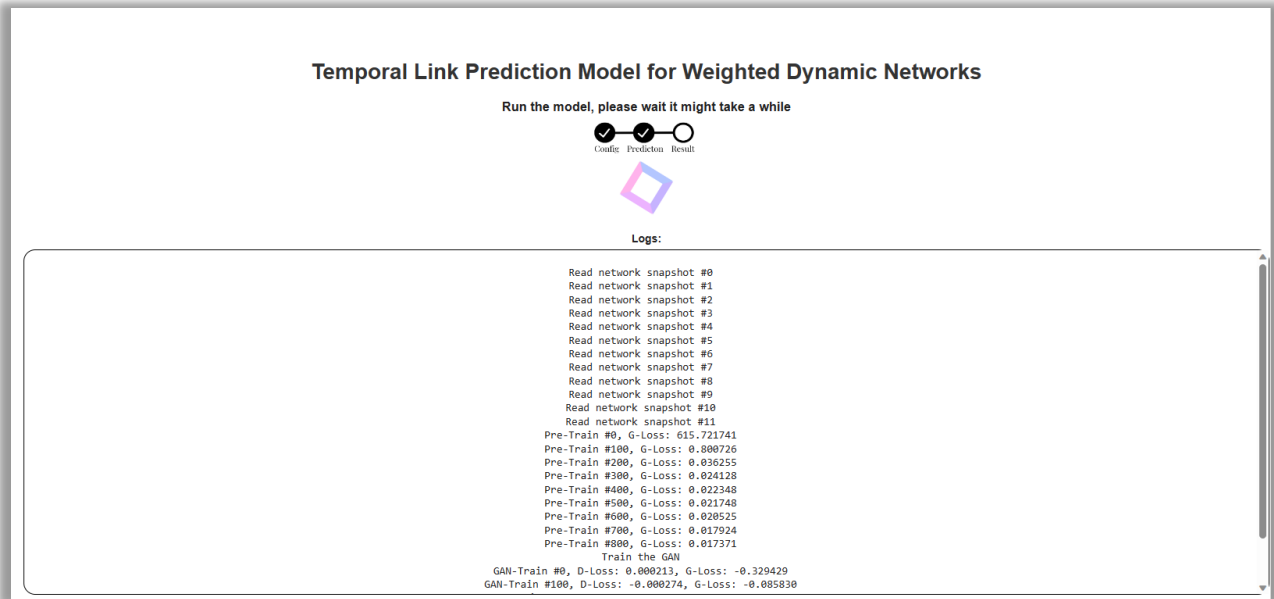 Temporal Link Prediction Model for Weighted Dynamic Networks
Run the model, please wait it might take a while
Config Predicton Result
Logs:
Read network snapshot #0
Read network snapshot #1
Read network snapshot #2
Read network snapshot #3
Read network snapshot #4
Read network snapshot #5
Read network snapshot #6
Read network snapshot #7
Read network snapshot #8
Read network snapshot #9
Read network snapshot #10
Read network snapshot #11
Pre-Train #0, G-Loss: 615.721741
Pre-Train #100, G-Loss: 0.800726
Pre-Train #200, G-Loss: 0.036255
Pre-Train #300, G-Loss: 0.024128
Pre-Train #400, G-Loss: 0.022348
Pre-Train #500, G-Loss: 0.021748
Pre-Train #600, G-Loss: 0.020525
Pre-Train #700, G-Loss: 0.017924
Pre-Train #800, G-Loss: 0.017371
Train the GAN
GAN-Train #0, D-Loss: 0.000213, G-Loss: -0.329429
GAN-Train #100, D-Loss: -0.000274, G-Loss: -0.085830